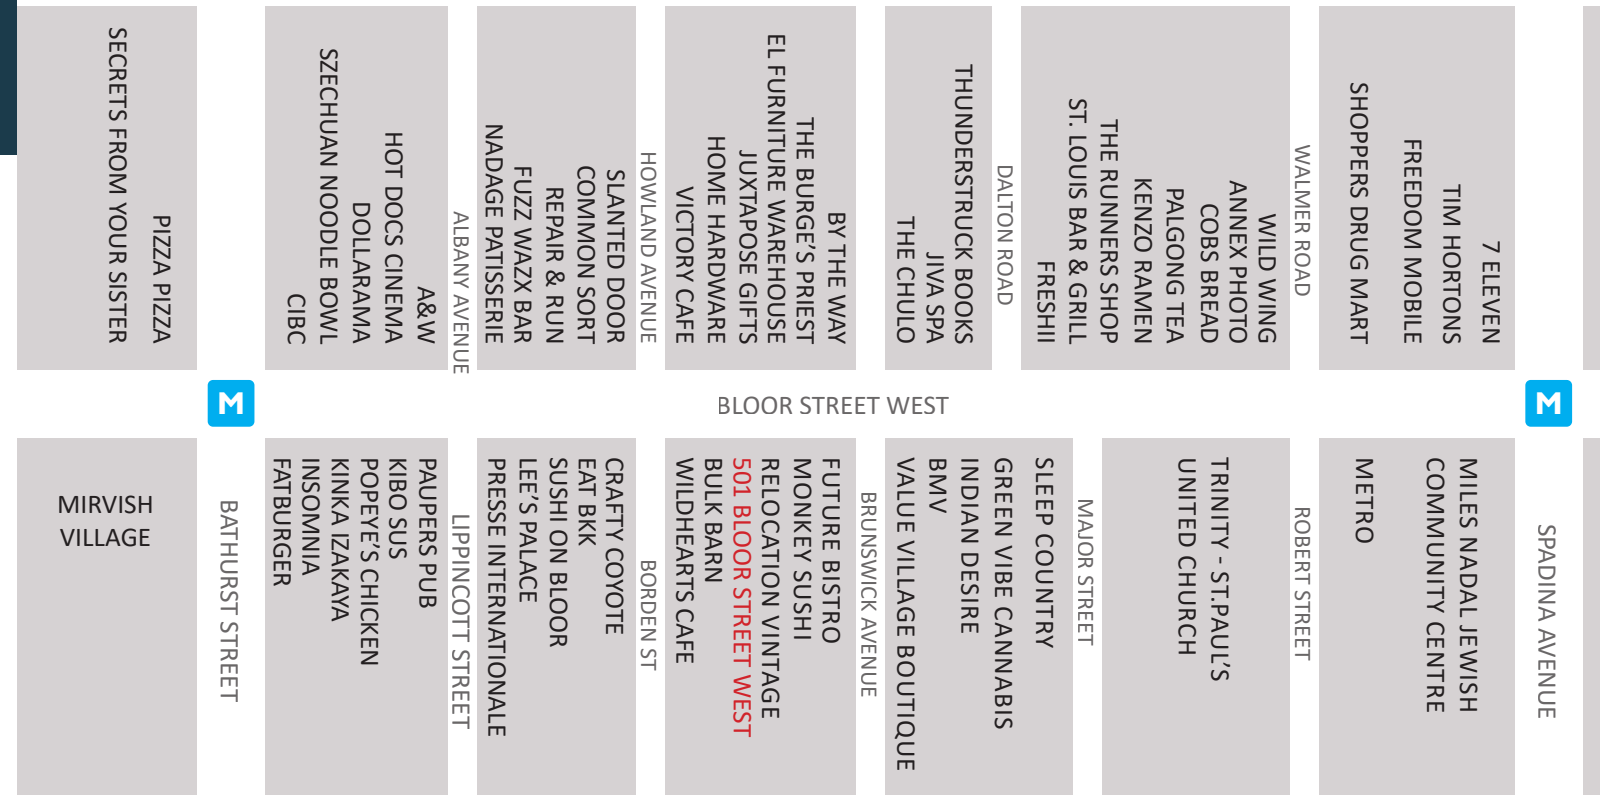 SECRETS FROM YOUR SISTER
PIZZA PIZZA
CIBC
SZECHUAN NOODLE BOWL
DOLLARAMA
HOT DOCS CINEMA
A&W
ALBANY AVENUE
NADAGE PATISSERIE
FUZZ WAZX BAR
REPAIR & RUN
COMMON SORT
SLANTED DOOR
HOWLAND AVENUE
VICTORY CAFE
HOME HARDWARE
JUXTAPOSE GIFTS
EL FURNITURE WAREHOUSE
THE BURGE'S PRIEST
BY THE WAY
THE CHULO
JIVA SPA
THUNDERSTRUCK BOOKS
DALTON ROAD
FRESHII
ST. LOUIS BAR & GRILL
THE RUNNERS SHOP
KENZO RAMEN
PALGONG TEA
COBS BREAD
ANNEX PHOTO
WILD WING
WALMER ROAD
SHOPPERS DRUG MART
FREEDOM MOBILE
TIM HORTONS
7 ELEVEN
M
BLOOR STREET WEST
M
MIRVISH
VILLAGE
BATHURST STREET
FATBURGER
INSOMNIA
KINKA IZAKAYA
POPEYE'S CHICKEN
KIBO SUS
PAUPERS PUB
LIPPINCOTT STREET
PRESSE INTERNATIONALE
LEE'S PALACE
SUSHI ON BLOOR
EAT BKK
CRAFTY COYOTE
BORDEN ST
WILDHEARTS CAFE
BULK BARN
501 BLOOR STREET WEST
RELOCATION VINTAGE
MONKEY SUSHI
FUTURE BISTRO
BRUNSWICK AVENUE
VALUE VILLAGE BOUTIQUE
BMV
INDIAN DESIRE
GREEN VIBE CANNABIS
SLEEP COUNTRY
MAJOR STREET
TRINITY - ST.PAUL'S
UNITED CHURCH
ROBERT STREET
METRO
MILES NADAL JEWISH
COMMUNITY CENTRE
SPADINA AVENUE